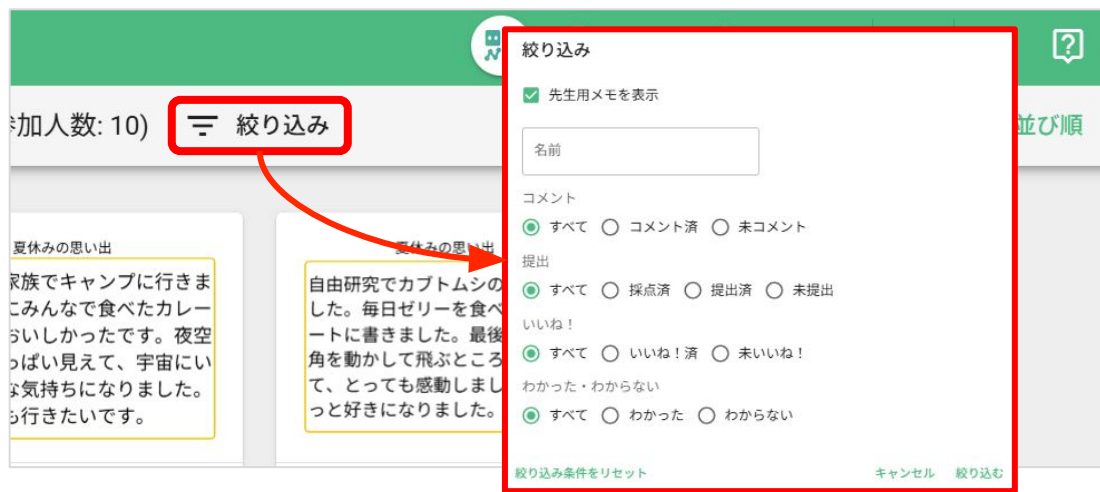 加人数: 10)
絞り込み
並び順
夏休みの思い出
家族でキャンプに行きま
こみんなで食べたカレー
おいしかったです。夜空
っぱい見えて、宇宙にい
な気持ちになりました。
も行きたいです。
夏休みの思い出
自由研究でカブトムシの
した。毎日ゼリーを食べ
ートに書きました。最後
角を動かして飛ぶところ
て、とっても感動しまし
っと好きになりました。
絞り込み
先生用メモを表示
名前
コメント
すべて コメント済 未コメント
提出
すべて 採点済 提出済 未提出
いいね!
すべて いいね!済 未いいね!
わかった・わからない
すべて わかった わからない
絞り込み条件をリセット キャンセル 絞り込む